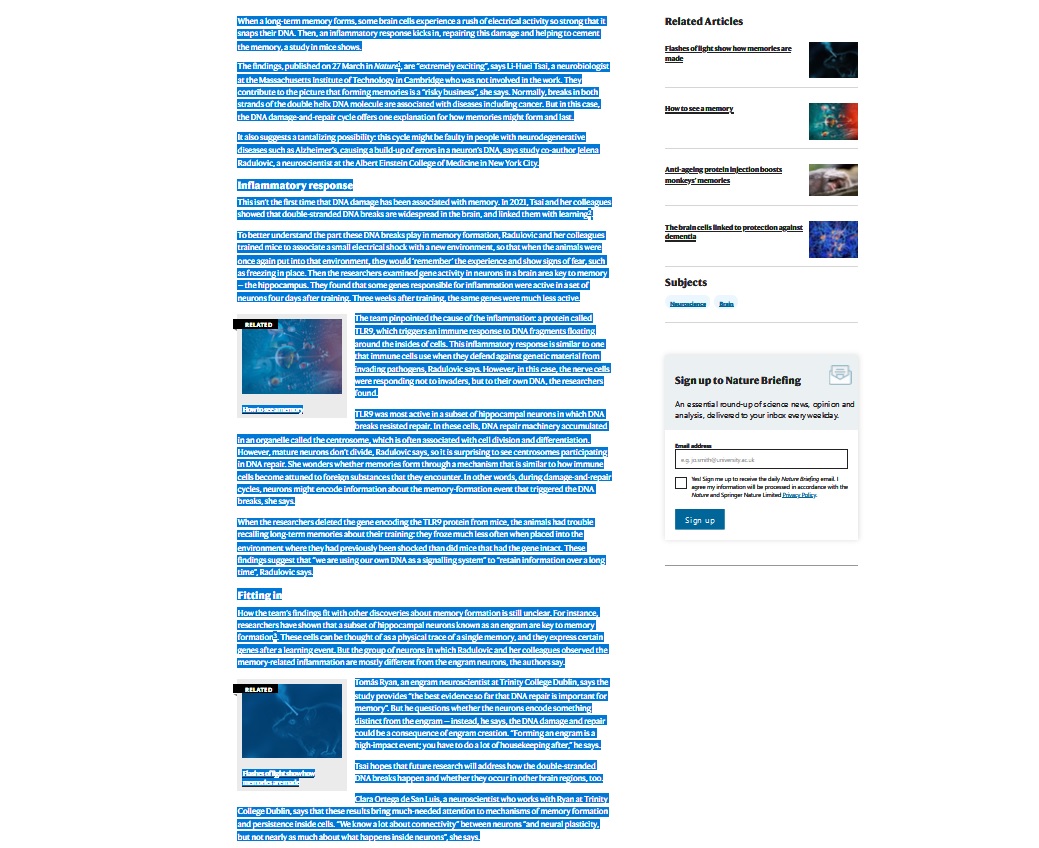 When a long-term memory forms, some brain cells experience a rush of electrical activity so strong that it
snaps their DNA. Then, an inflammatory response kicks in, repairing this damage and helping to cement
the memory, a study in mice shows.
The findings, published on 27 March in Nature1, are “extremely exciting”, says Li-Huei Tsai, a neurobiologist
at the Massachusetts Institute of Technology in Cambridge who was not involved in the work. They
contribute to the picture that forming memories is a “risky business”, she says. Normally, breaks in both
strands of the double helix DNA molecule are associated with diseases including cancer. But in this case,
the DNA damage-and-repair cycle offers one explanation for how memories might form and last.
It also suggests a tantalizing possibility: this cycle might be faulty in people with neurodegenerative
diseases such as Alzheimer’s, causing a build-up of errors in a neuron’s DNA, says study co-author Jelena
Radulovic, a neuroscientist at the Albert Einstein College of Medicine in New York City.
Inflammatory response
This isn’t the first time that DNA damage has been associated with memory. In 2021, Tsai and her colleagues
showed that double-stranded DNA breaks are widespread in the brain, and linked them with learning2.
To better understand the part these DNA breaks play in memory formation, Radulovic and her colleagues
trained mice to associate a small electrical shock with a new environment, so that when the animals were
once again put into that environment, they would ‘remember’ the experience and show signs of fear, such
as freezing in place. Then the researchers examined gene activity in neurons in a brain area key to memory
— the hippocampus. They found that some genes responsible for inflammation were active in a set of
neurons four days after training. Three weeks after training, the same genes were much less active.
RELATED
How to see a memory
The team pinpointed the cause of the inflammation: a protein called
TLR9, which triggers an immune response to DNA fragments floating
around the insides of cells. This inflammatory response is similar to one
that immune cells use when they defend against genetic material from
invading pathogens, Radulovic says. However, in this case, the nerve cells
were responding not to invaders, but to their own DNA, the researchers
found.
TLR9 was most active in a subset of hippocampal neurons in which DNA
breaks resisted repair. In these cells, DNA repair machinery accumulated
in an organelle called the centrosome, which is often associated with cell division and differentiation.
However, mature neurons don’t divide, Radulovic says, so it is surprising to see centrosomes participating
in DNA repair. She wonders whether memories form through a mechanism that is similar to how immune
cells become attuned to foreign substances that they encounter. In other words, during damage-and-repair
cycles, neurons might encode information about the memory-formation event that triggered the DNA
breaks, she says.
When the researchers deleted the gene encoding the TLR9 protein from mice, the animals had trouble
recalling long-term memories about their training: they froze much less often when placed into the
environment where they had previously been shocked than did mice that had the gene intact. These
findings suggest that “we are using our own DNA as a signalling system” to “retain information over a long
time”, Radulovic says.
Fitting in
How the team’s findings fit with other discoveries about memory formation is still unclear. For instance,
researchers have shown that a subset of hippocampal neurons known as an engram are key to memory
formation3. These cells can be thought of as a physical trace of a single memory, and they express certain
genes after a learning event. But the group of neurons in which Radulovic and her colleagues observed the
memory-related inflammation are mostly different from the engram neurons, the authors say.
RELATED
Flashes of light show how
memories are made
Tomás Ryan, an engram neuroscientist at Trinity College Dublin, says the
study provides “the best evidence so far that DNA repair is important for
memory”. But he questions whether the neurons encode something
distinct from the engram — instead, he says, the DNA damage and repair
could be a consequence of engram creation. “Forming an engram is a
high-impact event; you have to do a lot of housekeeping after,” he says.
Tsai hopes that future research will address how the double-stranded
DNA breaks happen and whether they occur in other brain regions, too.
Clara Ortega de San Luis, a neuroscientist who works with Ryan at Trinity
College Dublin, says that these results bring much-needed attention to mechanisms of memory formation
and persistence inside cells. “We know a lot about connectivity” between neurons “and neural plasticity,
but not nearly as much about what happens inside neurons”, she says.
Related Articles
Flashes of light show how memories are
made
How to see a memory
Anti-ageing protein injection boosts
monkeys’ memories
The brain cells linked to protection against
dementia
Subjects
Neuroscience Brain
Sign up to Nature Briefing
An essential round-up of science news, opinion and
analysis, delivered to your inbox every weekday.
Email address
e.g. jo.smith@university.ac.uk
Yes! Sign me up to receive the daily Nature Briefing email. I
agree my information will be processed in accordance with the
Nature and Springer Nature Limited Privacy Policy.
Sign up